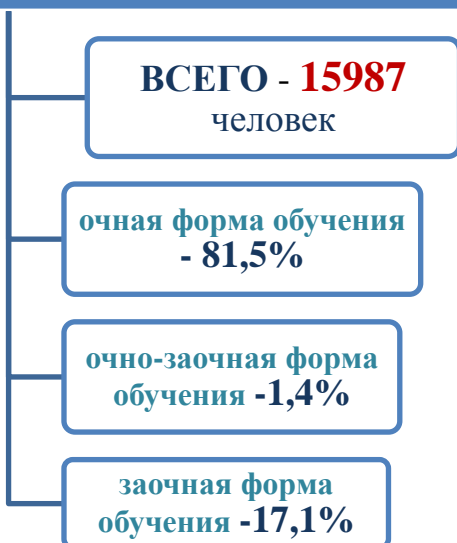 ВСЕГО - 15987
человек
очная форма обучения
- 81,5%
очно-заочная форма
обучения -1,4%
заочная форма
обучения -17,1%